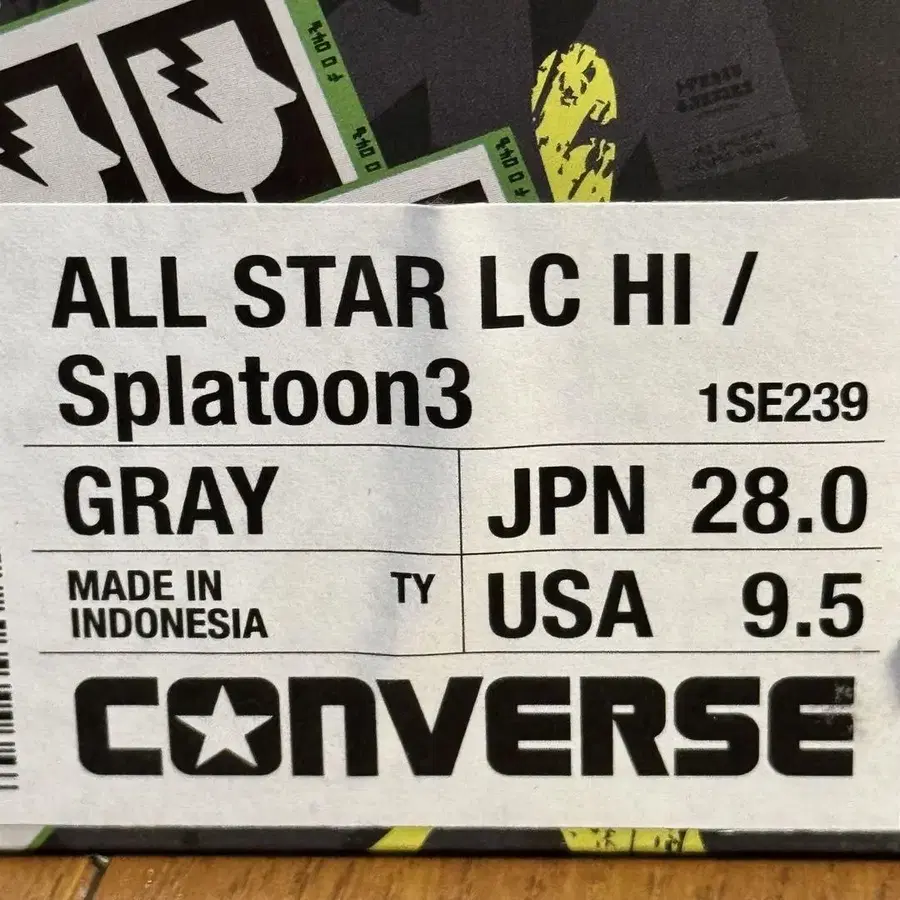 ALL STAR LC HI /
Splatoon3
1SE239
GRAY
JPN 28.0
MADE IN
INDONESIA
TY
USA 9.5
CONVERSE